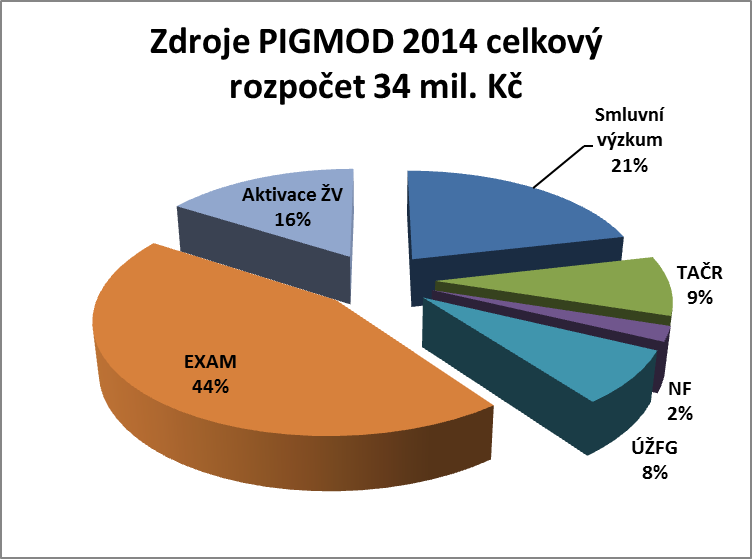 Zdroje PIGMOD 2014 celkový
rozpočet 34 mil. Kč
Smluvní
výzkum
21%
Aktivace ŽV
16%
TAČR
9%
EXAM
44%
NF
2%
ÚŽFG
8%